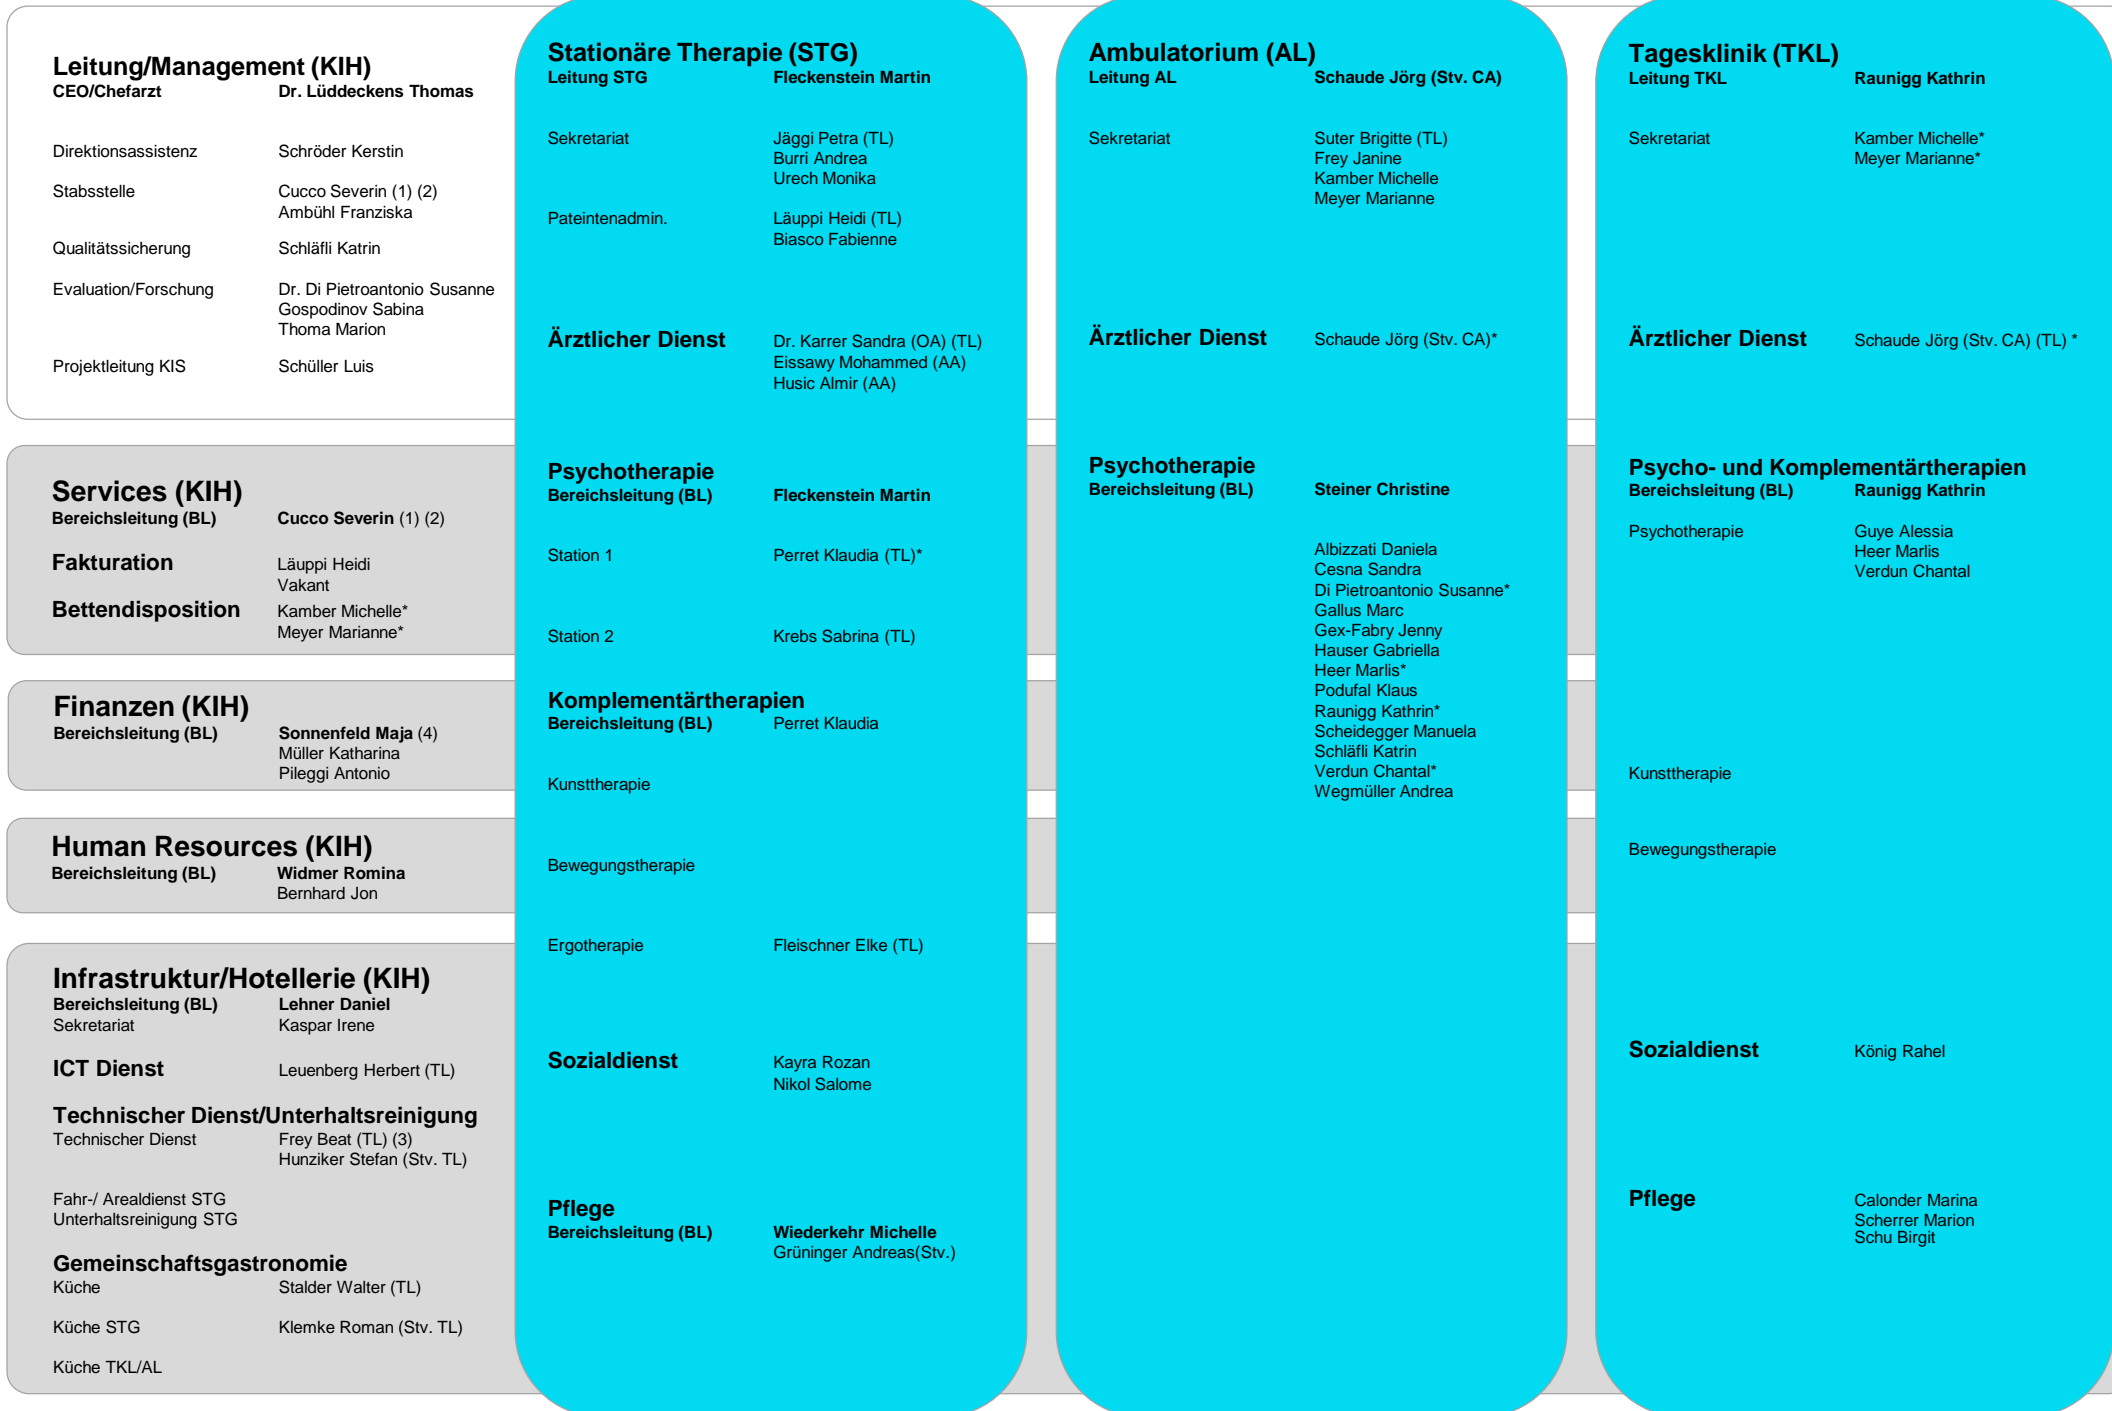 Leitung/Management (KIH)
CEO/Chefarzt Dr. Lüddeckens Thomas
Direktionsassistenz Schröder Kerstin
Stabsstelle Cucco Severin (1) (2)
Ambühl Franziska
Qualitätssicherung Schläfli Katrin
Evaluation/Forschung Dr. Di Pietroantonio Susanne
Gospodinov Sabina
Thoma Marion
Projektleitung KIS Schüller Luis
Services (KIH)
Bereichsleitung (BL) Cucco Severin (1) (2)
Fakturation Läuppi Heidi
Vakant
Bettendisposition Kamber Michelle*
Meyer Marianne*
Finanzen (KIH)
Bereichsleitung (BL) Sonnenfeld Maja (4)
Müller Katharina
Pileggi Antonio
Human Resources (KIH)
Bereichsleitung (BL) Widmer Romina
Bernhard Jon
Infrastruktur/Hotellerie (KIH)
Bereichsleitung (BL) Lehner Daniel
Sekretariat Kaspar Irene
ICT Dienst Leuenberg Herbert (TL)
Technischer Dienst/Unterhaltsreinigung
Technischer Dienst Frey Beat (TL) (3)
Hunziker Stefan (Stv. TL)
Fahr-/ Arealdienst STG
Unterhaltsreinigung STG
Gemeinschaftsgastronomie
Küche Stalder Walter (TL)
Küche STG Klemke Roman (Stv. TL)
Küche TKL/AL
Stationäre Therapie (STG)
Leitung STG Fleckenstein Martin
Sekretariat Jäggi Petra (TL)
Burri Andrea
Urech Monika
Pateintenadmin. Läuppi Heidi (TL)
Biasco Fabienne
Ärztlicher Dienst Dr. Karrer Sandra (OA) (TL)
Eissawy Mohammed (AA)
Husic Almir (AA)
Psychotherapie
Bereichsleitung (BL) Fleckenstein Martin
Station 1 Perret Klaudia (TL)*
Station 2 Krebs Sabrina (TL)
Komplementärtherapien
Bereichsleitung (BL) Perret Klaudia
Kunsttherapie
Bewegungstherapie
Ergotherapie Fleischner Elke (TL)
Sozialdienst Kayra Rozan
Nikol Salome
Pflege
Bereichsleitung (BL) Wiederkehr Michelle
Grüninger Andreas(Stv.)
Ambulatorium (AL)
Leitung AL Schaude Jörg (Stv. CA)
Sekretariat Suter Brigitte (TL)
Frey Janine
Kamber Michelle
Meyer Marianne
Ärztlicher Dienst Schaude Jörg (Stv. CA)*
Psychotherapie
Bereichsleitung (BL) Steiner Christine
Albizzati Daniela
Cesna Sandra
Di Pietroantonio Susanne*
Gallus Marc
Gex-Fabry Jenny
Hauser Gabriella
Heer Marlis*
Podufal Klaus
Raunigg Kathrin*
Scheidegger Manuela
Schläfli Katrin
Verdun Chantal*
Wegmüller Andrea
Tagesklinik (TKL)
Leitung TKL Raunigg Kathrin
Sekretariat Kamber Michelle*
Meyer Marianne*
Ärztlicher Dienst Schaude Jörg (Stv. CA) (TL) *
Psycho- und Komplementärtherapien
Bereichsleitung (BL) Raunigg Kathrin
Psychotherapie Guye Alessia
Heer Marlis
Verdun Chantal
Kunsttherapie
Bewegungstherapie
Sozialdienst König Rahel
Pflege Calonder Marina
Scherrer Marion
Schu Birgit